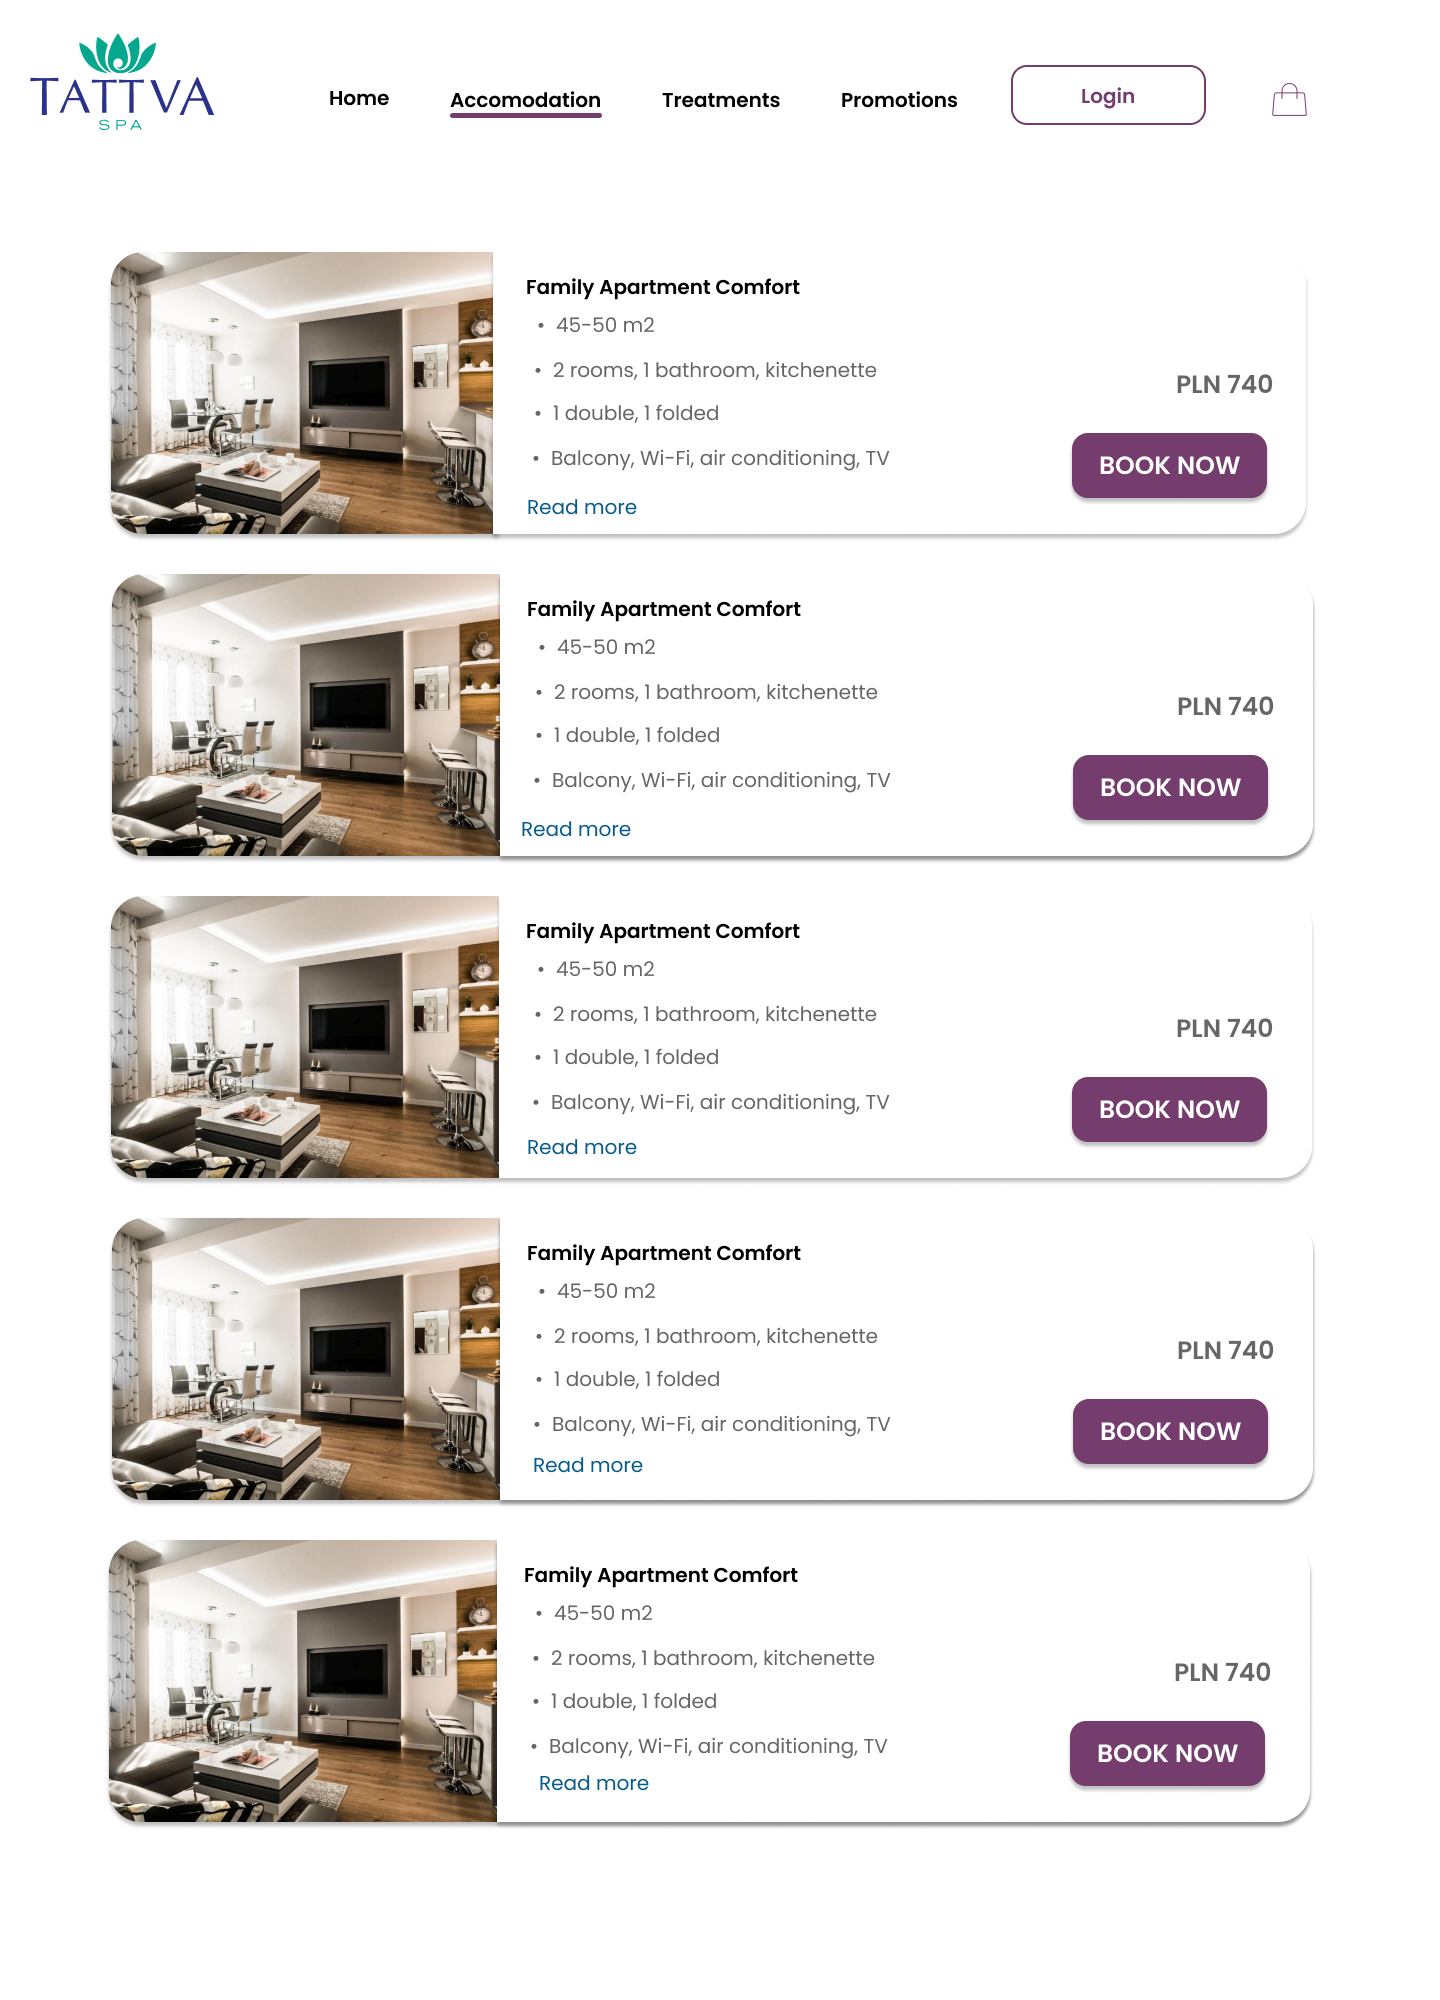 TATTVA
SPA
Home
Accomodation
Treatments
Promotions
Login
Family Apartment Comfort
• 45-50 m2
• 2 rooms, 1 bathroom, kitchenette
• 1 double, 1 folded
• Balcony, Wi-Fi, air conditioning, TV
Read more
PLN 740
BOOK NOW
Family Apartment Comfort
• 45-50 m2
• 2 rooms, 1 bathroom, kitchenette
• 1 double, 1 folded
• Balcony, Wi-Fi, air conditioning, TV
Read more
PLN 740
BOOK NOW
Family Apartment Comfort
• 45-50 m2
• 2 rooms, 1 bathroom, kitchenette
• 1 double, 1 folded
• Balcony, Wi-Fi, air conditioning, TV
Read more
PLN 740
BOOK NOW
Family Apartment Comfort
• 45-50 m2
• 2 rooms, 1 bathroom, kitchenette
• 1 double, 1 folded
• Balcony, Wi-Fi, air conditioning, TV
Read more
PLN 740
BOOK NOW
Family Apartment Comfort
• 45-50 m2
• 2 rooms, 1 bathroom, kitchenette
• 1 double, 1 folded
• Balcony, Wi-Fi, air conditioning, TV
Read more
PLN 740
BOOK NOW